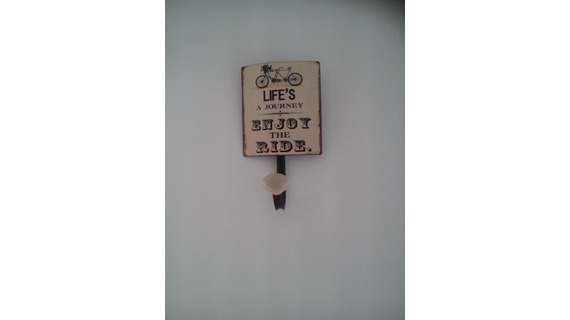 LIFE'S
A JOURNEY
ENJOY
THE
RIDE.